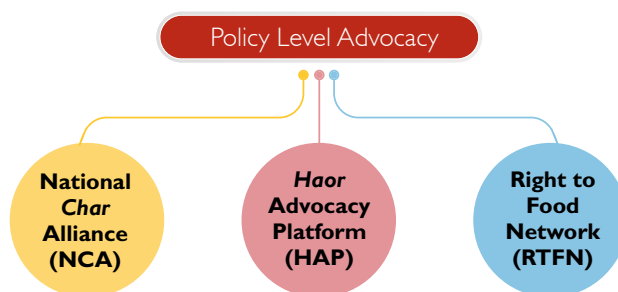 Policy Level Advocacy
National
Char
Alliance
(NCA)
Haor
Advocacy
Platform
(HAP)
Right to
Food
Network
(RTFN)